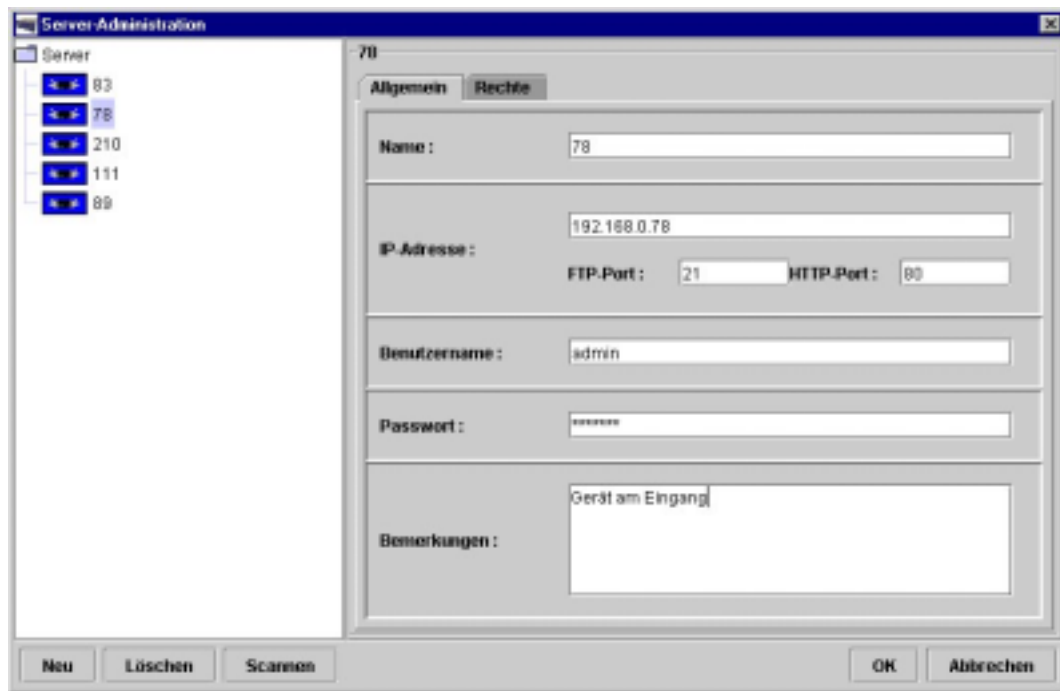 Server-Administration
Server
83
78
210
111
89
78
Allgemein Rechte
Name : 78
IP-Adresse : 192.168.0.78
FTP-Port : 21 HTTP-Port : 80
Benutzername : admin
Passwort : *******
Bemerkungen : Gerät am Eingang
Neu Löschen Scannen OK Abbrechen